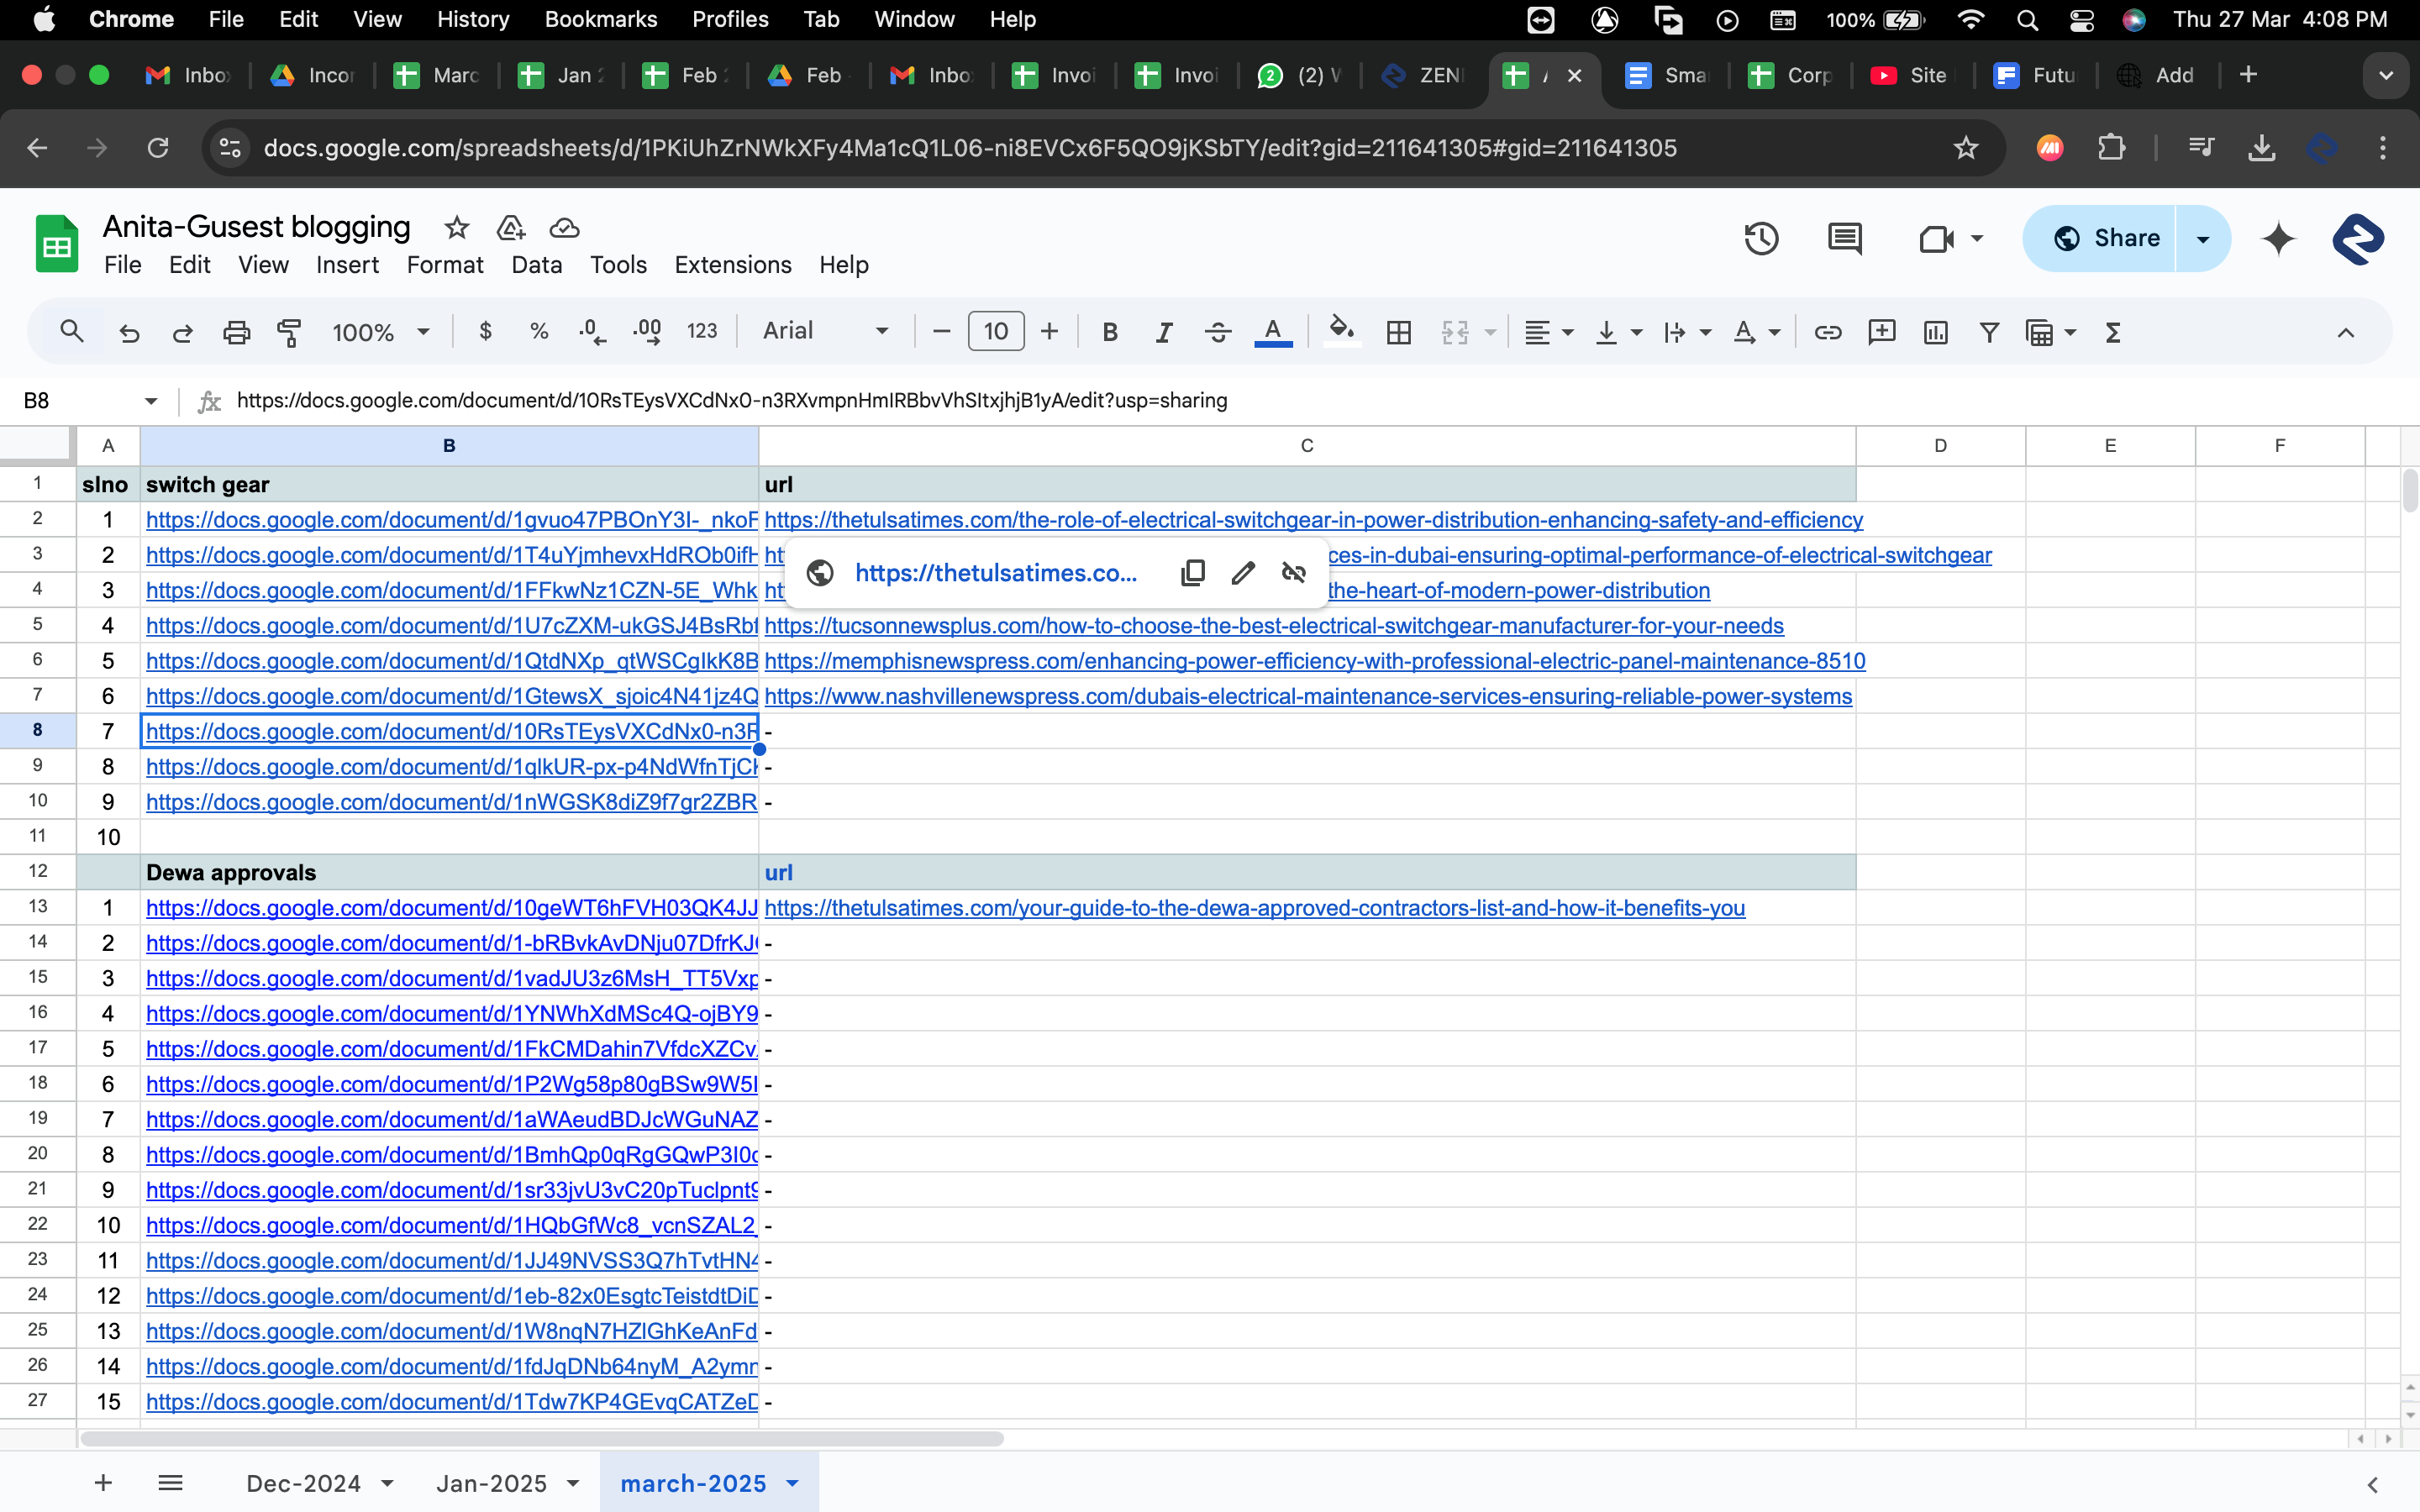 Chrome File Edit View History Bookmarks Profiles Tab Window Help 100% Thu 27 Mar 4:08 PM
Inbo Incor Marc Jan 2 Feb 2 Feb Inbo Invoi Invoi (2) W ZENI Smar Corp Site Futu Add
docs.google.com/spreadsheets/d/1PKiUhZrNWkXFy4Ma1cQ1L06-ni8EVCx6F5QO9jKSbTY/edit?gid=211641305#gid=211641305
Anita-Gusest blogging
Share
File Edit View Insert Format Data Tools Extensions Help
100% $ % .0 .00 123 Arial 10 B I S A
B8 fx https://docs.google.com/document/d/10RsTEysVXCdNx0-n3RXvmpnHmIRBbvVhSItxjhjB1yA/edit?usp=sharing
A B C D E F
1 slno switch gear url
2 1 https://docs.google.com/document/d/1gvuo47PBOnY3I-_nkoF https://thetulsatimes.com/the-role-of-electrical-switchgear-in-power-distribution-enhancing-safety-and-efficiency
3 2 https://docs.google.com/document/d/1T4uYjmhevxHdROb0ifH ht ces-in-dubai-ensuring-optimal-performance-of-electrical-switchgear
https://thetulsatimes.co...
4 3 https://docs.google.com/document/d/1FFkwNz1CZN-5E_Whk ht the-heart-of-modern-power-distribution
5 4 https://docs.google.com/document/d/1U7cZXM-ukGSJ4BsRbf https://tucsonnewsplus.com/how-to-choose-the-best-electrical-switchgear-manufacturer-for-your-needs
6 5 https://docs.google.com/document/d/1QtdNXp_qtWSCgIkK8B https://memphisnewspress.com/enhancing-power-efficiency-with-professional-electric-panel-maintenance-8510
7 6 https://docs.google.com/document/d/1GtewsX_sjoic4N41jz4Q https://www.nashvillenewspress.com/dubais-electrical-maintenance-services-ensuring-reliable-power-systems
8 7 https://docs.google.com/document/d/10RsTEysVXCdNx0-n3R -
9 8 https://docs.google.com/document/d/1qlkUR-px-p4NdWfnTjCk -
10 9 https://docs.google.com/document/d/1nWGSK8diZ9f7gr2ZBR -
11 10
12 Dewa approvals url
13 1 https://docs.google.com/document/d/10geWT6hFVH03QK4JJ https://thetulsatimes.com/your-guide-to-the-dewa-approved-contractors-list-and-how-it-benefits-you
14 2 https://docs.google.com/document/d/1-bRBvkAvDNju07DfrKJ -
15 3 https://docs.google.com/document/d/1vadJU3z6MsH_TT5Vxp -
16 4 https://docs.google.com/document/d/1YNWhXdMSc4Q-ojBY9 -
17 5 https://docs.google.com/document/d/1FkCMDahin7VfdcXZCv -
18 6 https://docs.google.com/document/d/1P2Wg58p80gBSw9W5I -
19 7 https://docs.google.com/document/d/1aWAeudBDJcWGuNAZ -
20 8 https://docs.google.com/document/d/1BmhQp0qRgGQwP3I0c -
21 9 https://docs.google.com/document/d/1sr33jvU3vC20pTuclpnt9 -
22 10 https://docs.google.com/document/d/1HQbGfWc8_vcnSZAL2_ -
23 11 https://docs.google.com/document/d/1JJ49NVSS3Q7hTvtHN4 -
24 12 https://docs.google.com/document/d/1eb-82x0EsgtcTeistdtDiD -
25 13 https://docs.google.com/document/d/1W8nqN7HZlGhKeAnFd -
26 14 https://docs.google.com/document/d/1fdJqDNb64nyM_A2ymn -
27 15 https://docs.google.com/document/d/1Tdw7KP4GEvqCATZeD -
Dec-2024 Jan-2025 march-2025